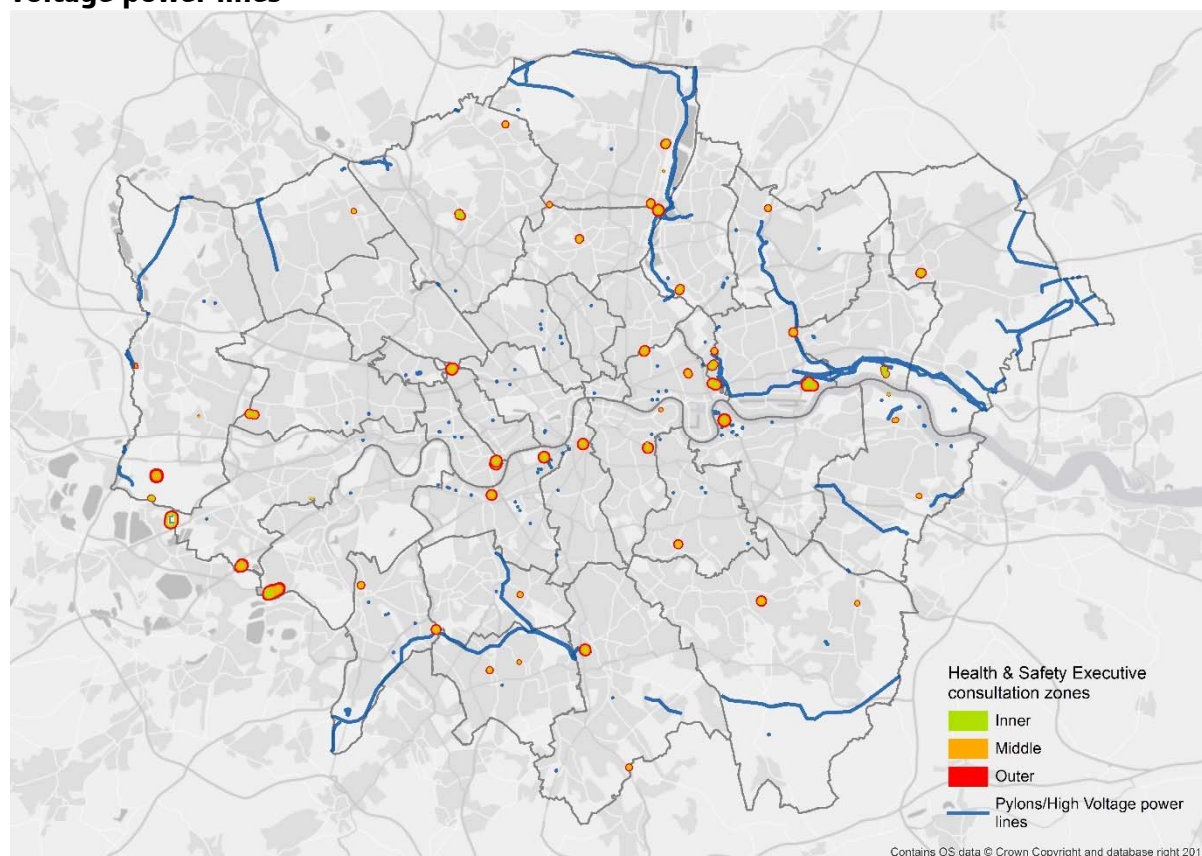 voltage power lines
Health & Safety Executive
consultation zones
Inner
Middle
Outer
Pylons/High Voltage power
lines
Contains OS data © Crown Copyright and database right 201